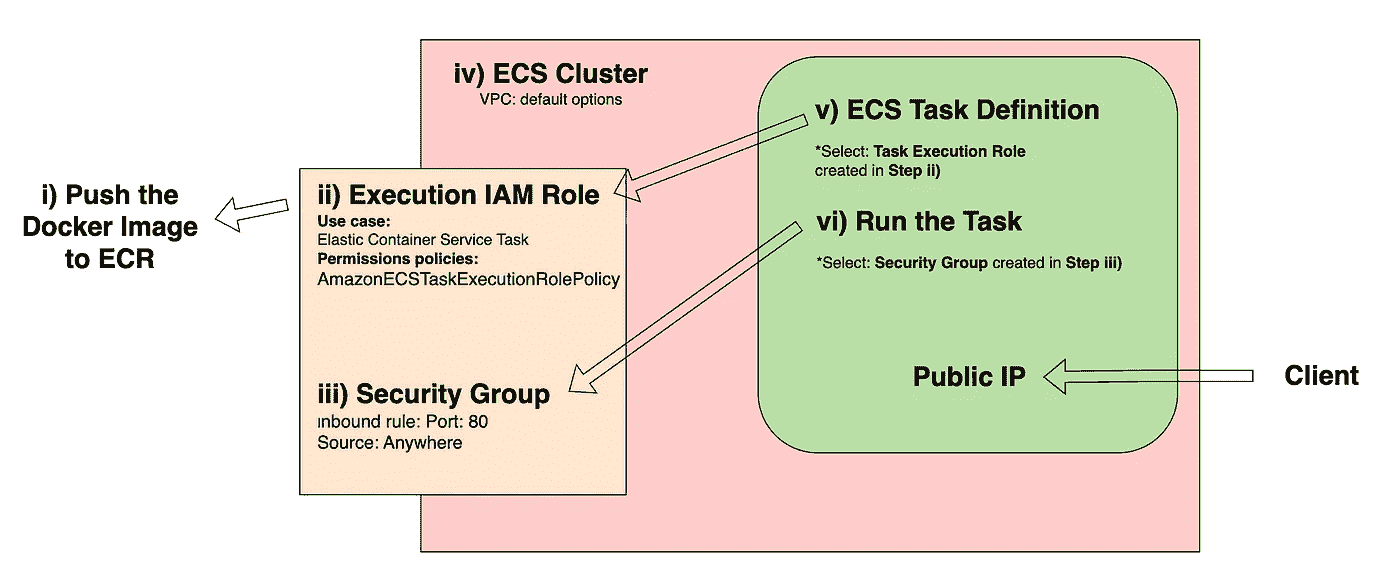 iv) ECS Cluster
VPC: default options
v) ECS Task Definition
*Select: Task Execution Role
created in Step ii)
i) Push the
Docker Image
to ECR
ii) Execution IAM Role
Use case:
Elastic Container Service Task
Permissions policies:
AmazonECSTaskExecutionRolePolicy
vi) Run the Task
*Select: Security Group created in Step iii)
iii) Security Group
Inbound rule: Port: 80
Source: Anywhere
Public IP
Client